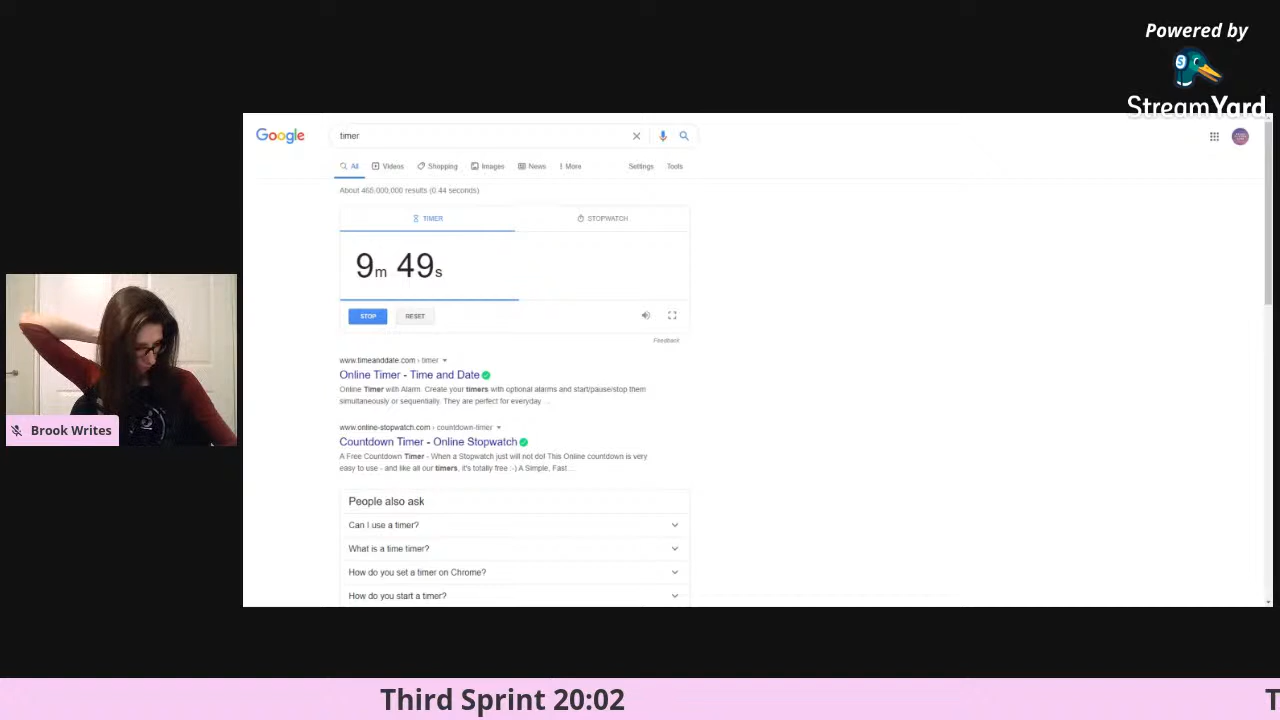 Powered by
StreamYard
Google
timer
All Videos Shopping Images News More Settings Tools
About 465,000,000 results (0.44 seconds)
TIMER STOPWATCH
9m 49s
STOP RESET
Feedback
www.timeanddate.com › timer
Online Timer - Time and Date
Online Timer with Alarm. Create your timers with optional alarms and start/pause/stop them
simultaneously or sequentially. They are perfect for everyday ...
www.online-stopwatch.com › countdown-timer
Countdown Timer - Online Stopwatch
A Free Countdown Timer - When a Stopwatch just will not do! This Online countdown is very
easy to use - and like all our timers, it's totally free :-) A Simple, Fast ...
People also ask
Can I use a timer?
What is a time timer?
How do you set a timer on Chrome?
How do you start a timer?
Brook Writes
Third Sprint 20:02 T